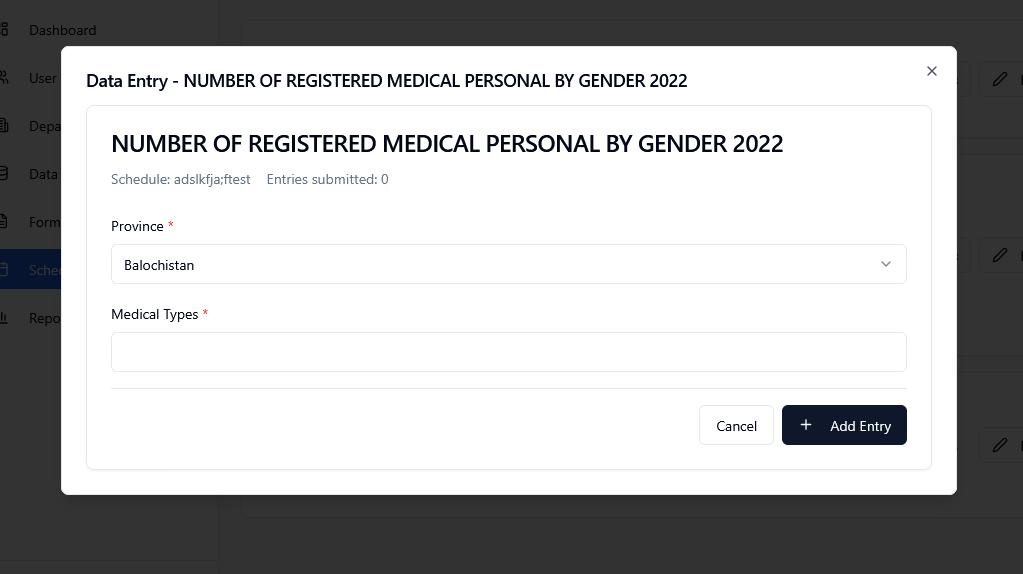 Dashboard
User
Depa
Data
Form
Sched
Repo
Data Entry - NUMBER OF REGISTERED MEDICAL PERSONAL BY GENDER 2022
NUMBER OF REGISTERED MEDICAL PERSONAL BY GENDER 2022
Schedule: adslkfja;ftest Entries submitted: 0
Province *
Balochistan
Medical Types *
Cancel
Add Entry